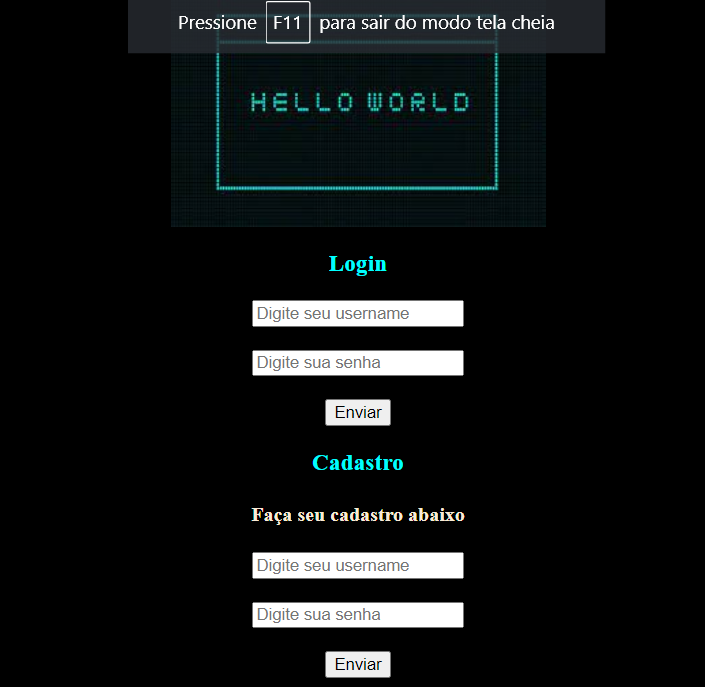 Pressione F11 para sair do modo tela cheia
HELLO WORLD
Login
Digite seu username
Digite sua senha
Enviar
Cadastro
Faça seu cadastro abaixo
Digite seu username
Digite sua senha
Enviar